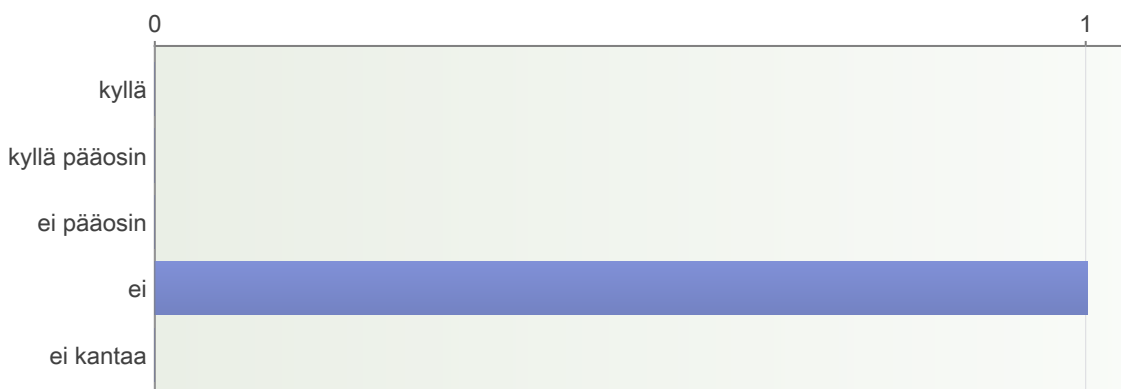 0 1
kyllä
kyllä pääosin
ei pääosin
ei
ei kantaa